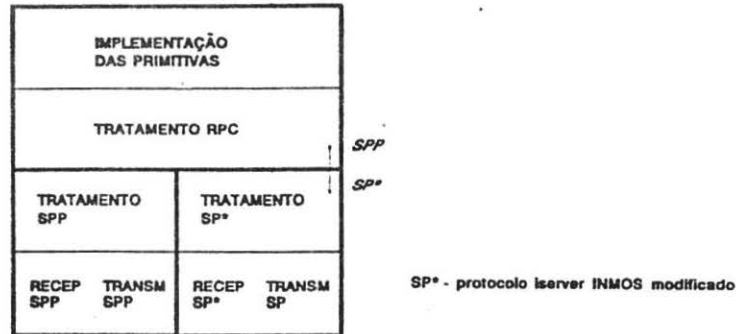 IMPLEMENTAÇÃO
DAS PRIMITIVAS
TRATAMENTO RPC
SPP
SP*
TRATAMENTO
SPP
TRATAMENTO
SP*
RECEP TRANSM
SPP SPP
RECEP TRANSM
SP* SP
SP* - protocolo iserver INMOS modificado